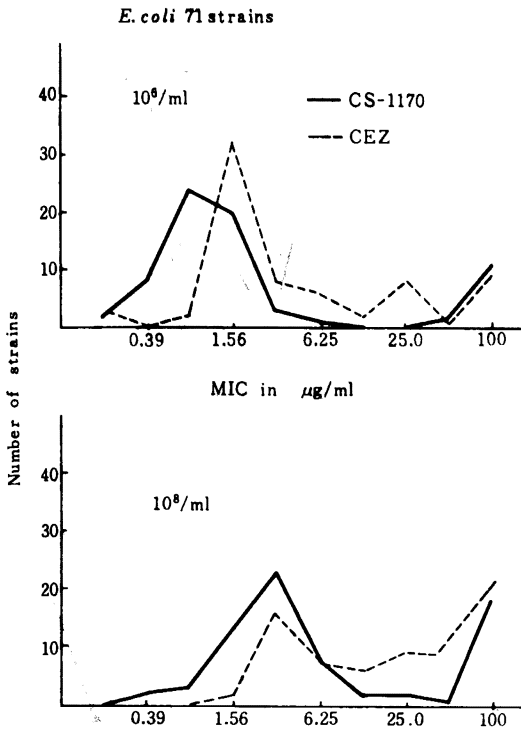 E. coli 71 strains
10⁶/ml
CS-1170
CEZ
40
30
20
10
0.39 1.56 6.25 25.0 100
MIC in μg/ml
Number of strains
10⁸/ml
40
30
20
10
0.39 1.56 6.25 25.0 100